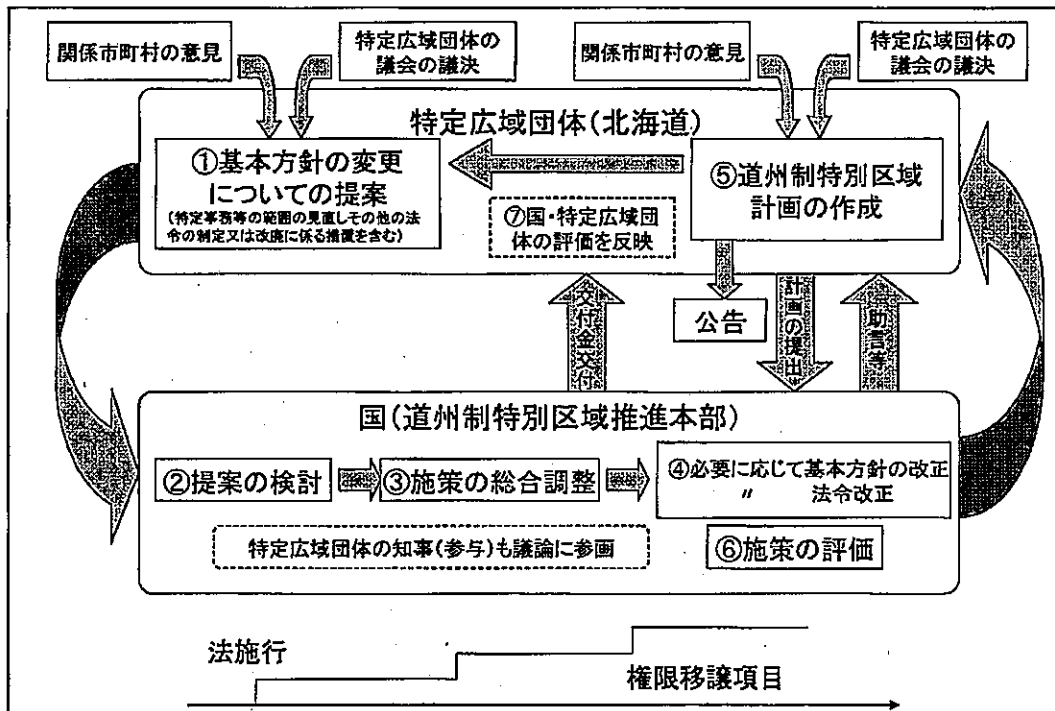 関係市町村の意見
特定広域団体の
議会の議決
関係市町村の意見
特定広域団体の
議会の議決
特定広域団体(北海道)
①基本方針の変更
についての提案
(特定事務等の範囲の見直しその他の法
令の制定又は改廃に係る措置を含む)
⑤道州制特別区域
計画の作成
⑦国・特定広域団
体の評価を反映
交付金交付
公告
計画の提出
助言等
国(道州制特別区域推進本部)
②提案の検討
③施策の総合調整
④必要に応じて基本方針の改正
〃 法令改正
特定広域団体の知事(参与)も議論に参画
⑥施策の評価
法施行
権限移譲項目